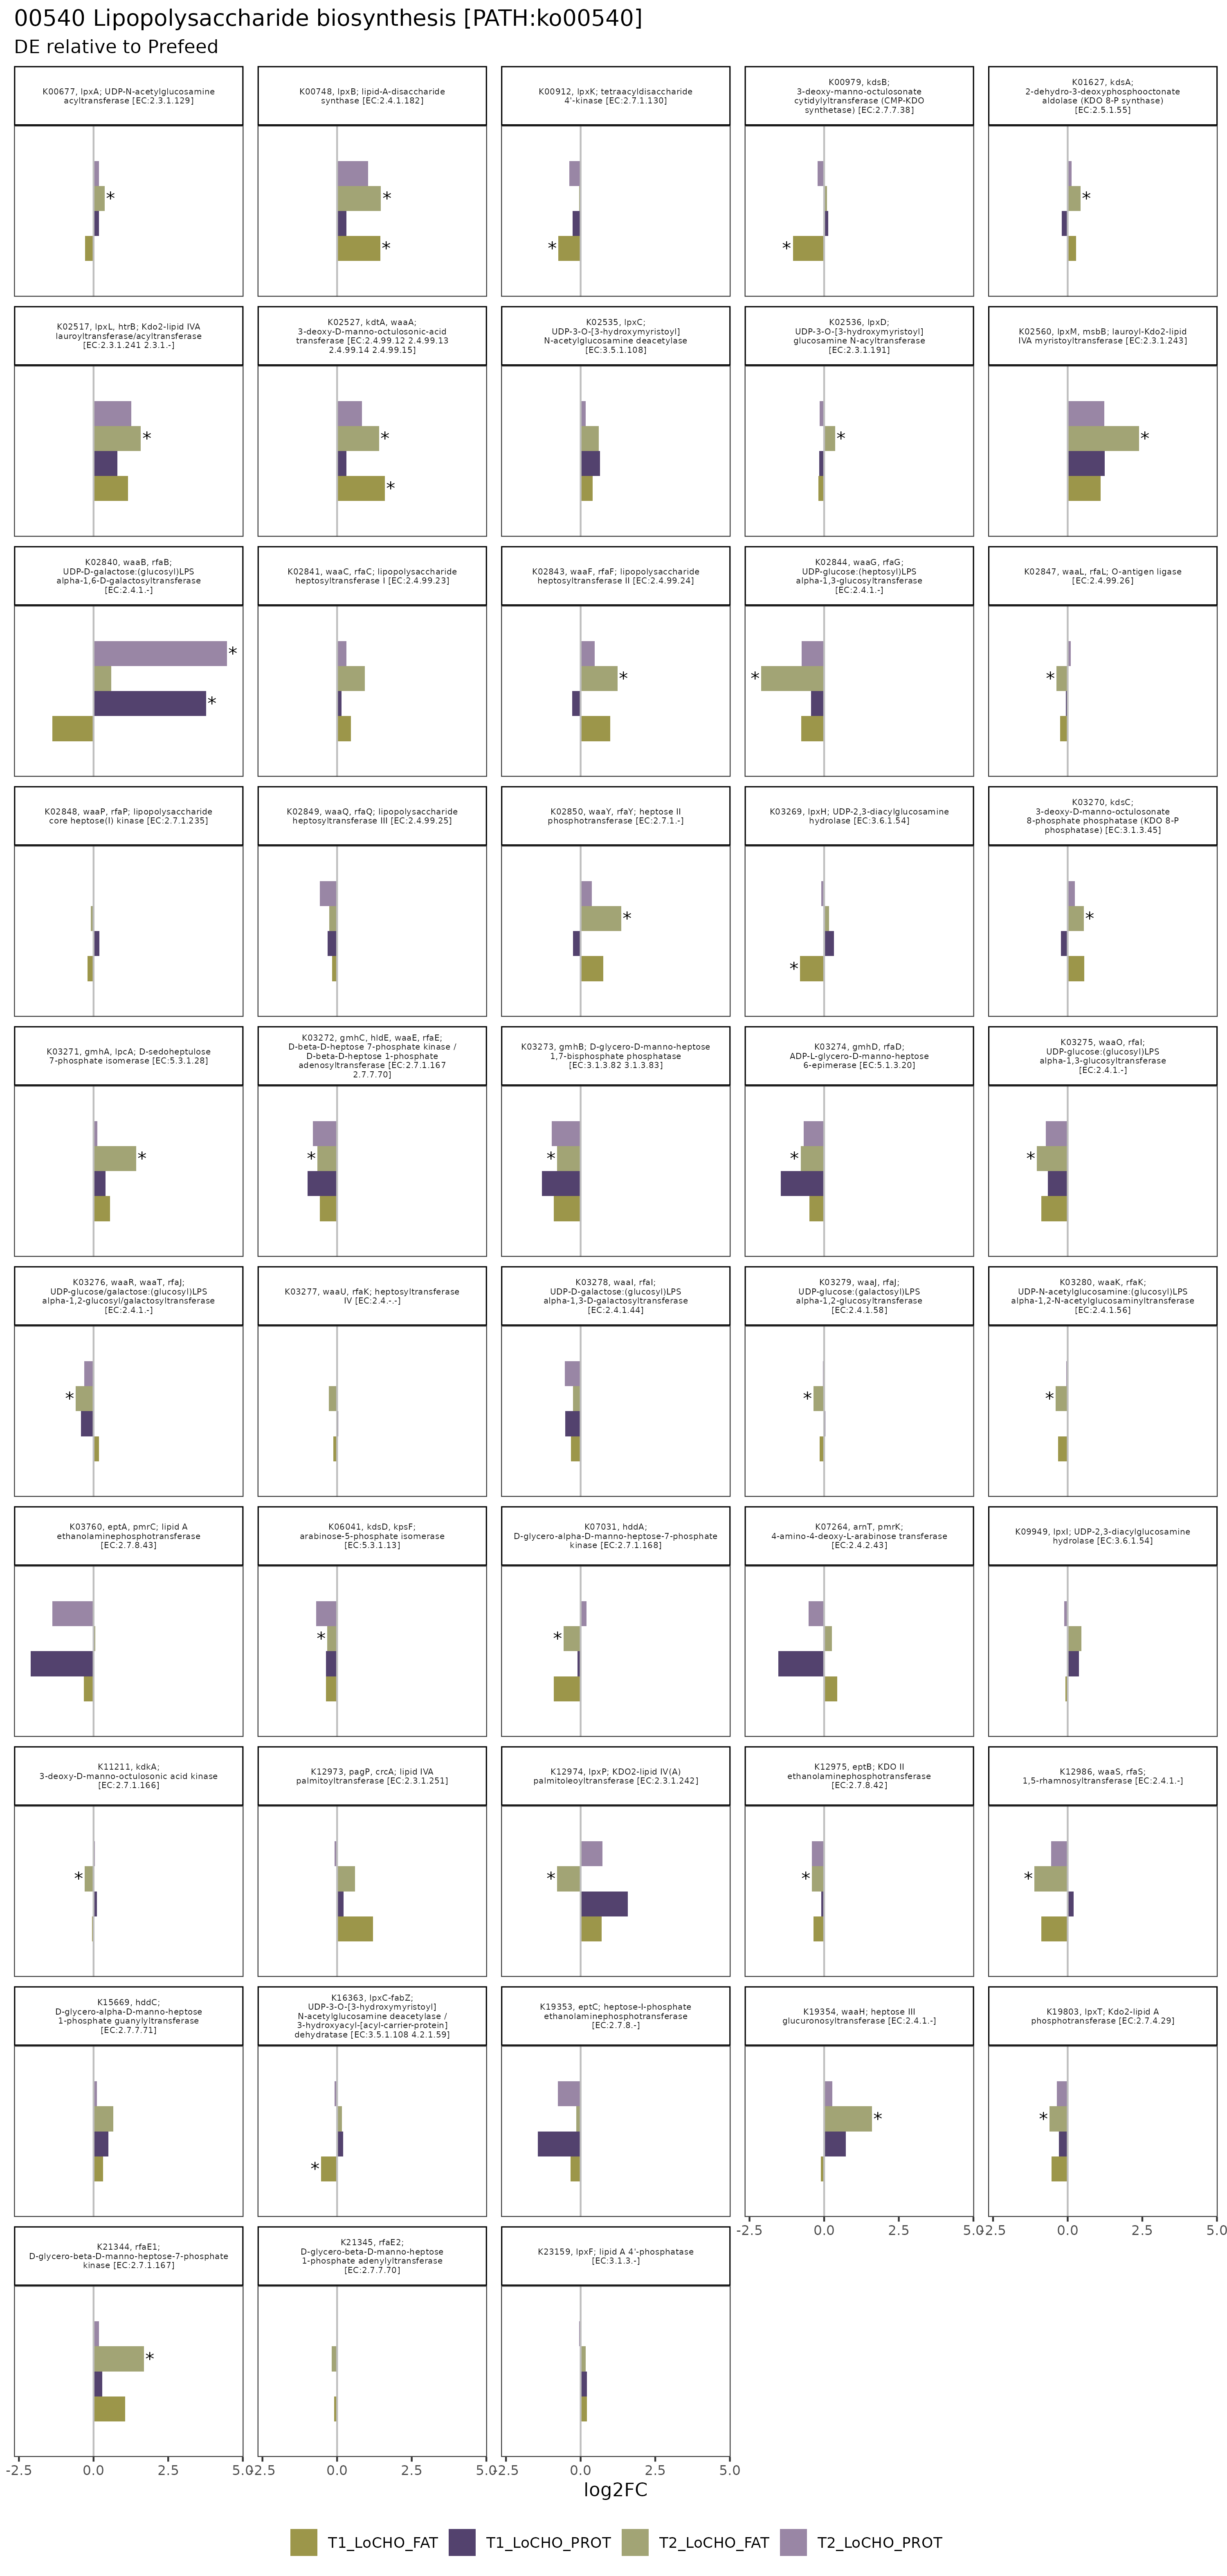 00540 Lipopolysaccharide biosynthesis [PATH:ko00540]
DE relative to Prefeed
K00677, lpxA; UDP-N-acetylglucosamine
acyltransferase [EC:2.3.1.129]
K00748, lpxB; lipid-A-disaccharide
synthase [EC:2.4.1.182]
K00912, lpxK; tetraacyldisaccharide
4'-kinase [EC:2.7.1.130]
K00979, kdsB;
3-deoxy-manno-octulosonate
cytidylyltransferase (CMP-KDO
synthetase) [EC:2.7.7.38]
K01627, kdsA;
2-dehydro-3-deoxyphosphooctonate
aldolase (KDO 8-P synthase)
[EC:2.5.1.55]
*
*
*
*
*
*
K02517, lpxL, htrB; Kdo2-lipid IVA
lauroyltransferase/acyltransferase
[EC:2.3.1.241 2.3.1.-]
K02527, kdtA, waaA;
3-deoxy-D-manno-octulosonic-acid
transferase [EC:2.4.99.12 2.4.99.13
2.4.99.14 2.4.99.15]
K02535, lpxC;
UDP-3-O-[3-hydroxymyristoyl]
N-acetylglucosamine deacetylase
[EC:3.5.1.108]
K02536, lpxD;
UDP-3-O-[3-hydroxymyristoyl]
glucosamine N-acyltransferase
[EC:2.3.1.191]
K02560, lpxM, msbB; lauroyl-Kdo2-lipid
IVA myristoyltransferase [EC:2.3.1.243]
*
*
*
*
*
K02840, waaB, rfaB;
UDP-D-galactose:(glucosyl)LPS
alpha-1,6-D-galactosyltransferase
[EC:2.4.1.-]
K02841, waaC, rfaC; lipopolysaccharide
heptosyltransferase I [EC:2.4.99.23]
K02843, waaF, rfaF; lipopolysaccharide
heptosyltransferase II [EC:2.4.99.24]
K02844, waaG, rfaG;
UDP-glucose:(heptosyl)LPS
alpha-1,3-glucosyltransferase
[EC:2.4.1.-]
K02847, waaL, rfaL; O-antigen ligase
[EC:2.4.99.26]
*
*
*
*
*
K02848, waaP, rfaP; lipopolysaccharide
core heptose(I) kinase [EC:2.7.1.235]
K02849, waaQ, rfaQ; lipopolysaccharide
heptosyltransferase III [EC:2.4.99.25]
K02850, waaY, rfaY; heptose II
phosphotransferase [EC:2.7.1.-]
K03269, lpxH; UDP-2,3-diacylglucosamine
hydrolase [EC:3.6.1.54]
K03270, kdsC;
3-deoxy-D-manno-octulosonate
8-phosphate phosphatase (KDO 8-P
phosphatase) [EC:3.1.3.45]
*
*
*
K03271, gmhA, lpcA; D-sedoheptulose
7-phosphate isomerase [EC:5.3.1.28]
K03272, gmhC, hldE, waaE, rfaE;
D-beta-D-heptose 7-phosphate kinase /
D-beta-D-heptose 1-phosphate
adenosyltransferase [EC:2.7.1.167
2.7.7.70]
K03273, gmhB; D-glycero-D-manno-heptose
1,7-bisphosphate phosphatase
[EC:3.1.3.82 3.1.3.83]
K03274, gmhD, rfaD;
ADP-L-glycero-D-manno-heptose
6-epimerase [EC:5.1.3.20]
K03275, waaO, rfaI;
UDP-glucose:(glucosyl)LPS
alpha-1,3-glucosyltransferase
[EC:2.4.1.-]
*
*
*
*
*
K03276, waaR, waaT, rfaJ;
UDP-glucose/galactose:(glucosyl)LPS
alpha-1,2-glucosyl/galactosyltransferase
[EC:2.4.1.-]
K03277, waaU, rfaK; heptosyltransferase
IV [EC:2.4.-.-]
K03278, waaI, rfaI;
UDP-D-galactose:(glucosyl)LPS
alpha-1,3-D-galactosyltransferase
[EC:2.4.1.44]
K03279, waaJ, rfaJ;
UDP-glucose:(galactosyl)LPS
alpha-1,2-glucosyltransferase
[EC:2.4.1.58]
K03280, waaK, rfaK;
UDP-N-acetylglucosamine:(glucosyl)LPS
alpha-1,2-N-acetylglucosaminyltransferase
[EC:2.4.1.56]
*
*
*
K03760, eptA, pmrC; lipid A
ethanolaminephosphotransferase
[EC:2.7.8.43]
K06041, kdsD, kpsF;
arabinose-5-phosphate isomerase
[EC:5.3.1.13]
K07031, hddA;
D-glycero-alpha-D-manno-heptose-7-phosphate
kinase [EC:2.7.1.168]
K07264, arnT, pmrK;
4-amino-4-deoxy-L-arabinose transferase
[EC:2.4.2.43]
K09949, lpxI; UDP-2,3-diacylglucosamine
hydrolase [EC:3.6.1.54]
*
*
K11211, kdkA;
3-deoxy-D-manno-octulosonic acid kinase
[EC:2.7.1.166]
K12973, pagP, crcA; lipid IVA
palmitoyltransferase [EC:2.3.1.251]
K12974, lpxP; KDO2-lipid IV(A)
palmitoleoyltransferase [EC:2.3.1.242]
K12975, eptB; KDO II
ethanolaminephosphotransferase
[EC:2.7.8.42]
K12986, waaS, rfaS;
1,5-rhamnosyltransferase [EC:2.4.1.-]
*
*
*
*
K15669, hddC;
D-glycero-alpha-D-manno-heptose
1-phosphate guanylyltransferase
[EC:2.7.7.71]
K16363, lpxC-fabZ;
UDP-3-O-[3-hydroxymyristoyl]
N-acetylglucosamine deacetylase /
3-hydroxyacyl-[acyl-carrier-protein]
dehydratase [EC:3.5.1.108 4.2.1.59]
K19353, eptC; heptose-I-phosphate
ethanolaminephosphotransferase
[EC:2.7.8.-]
K19354, waaH; heptose III
glucuronosyltransferase [EC:2.4.1.-]
K19803, lpxT; Kdo2-lipid A
phosphotransferase [EC:2.7.4.29]
*
*
*
-2.5 0.0 2.5 5.0 -2.5 0.0 2.5 5.0
K21344, rfaE1;
D-glycero-beta-D-manno-heptose-7-phosphate
kinase [EC:2.7.1.167]
K21345, rfaE2;
D-glycero-beta-D-manno-heptose
1-phosphate adenylyltransferase
[EC:2.7.7.70]
K23159, lpxF; lipid A 4'-phosphatase
[EC:3.1.3.-]
*
-2.5 0.0 2.5 5.0 -2.5 0.0 2.5 5.0 -2.5 0.0 2.5 5.0
log2FC
T1_LoCHO_FAT T1_LoCHO_PROT T2_LoCHO_FAT T2_LoCHO_PROT